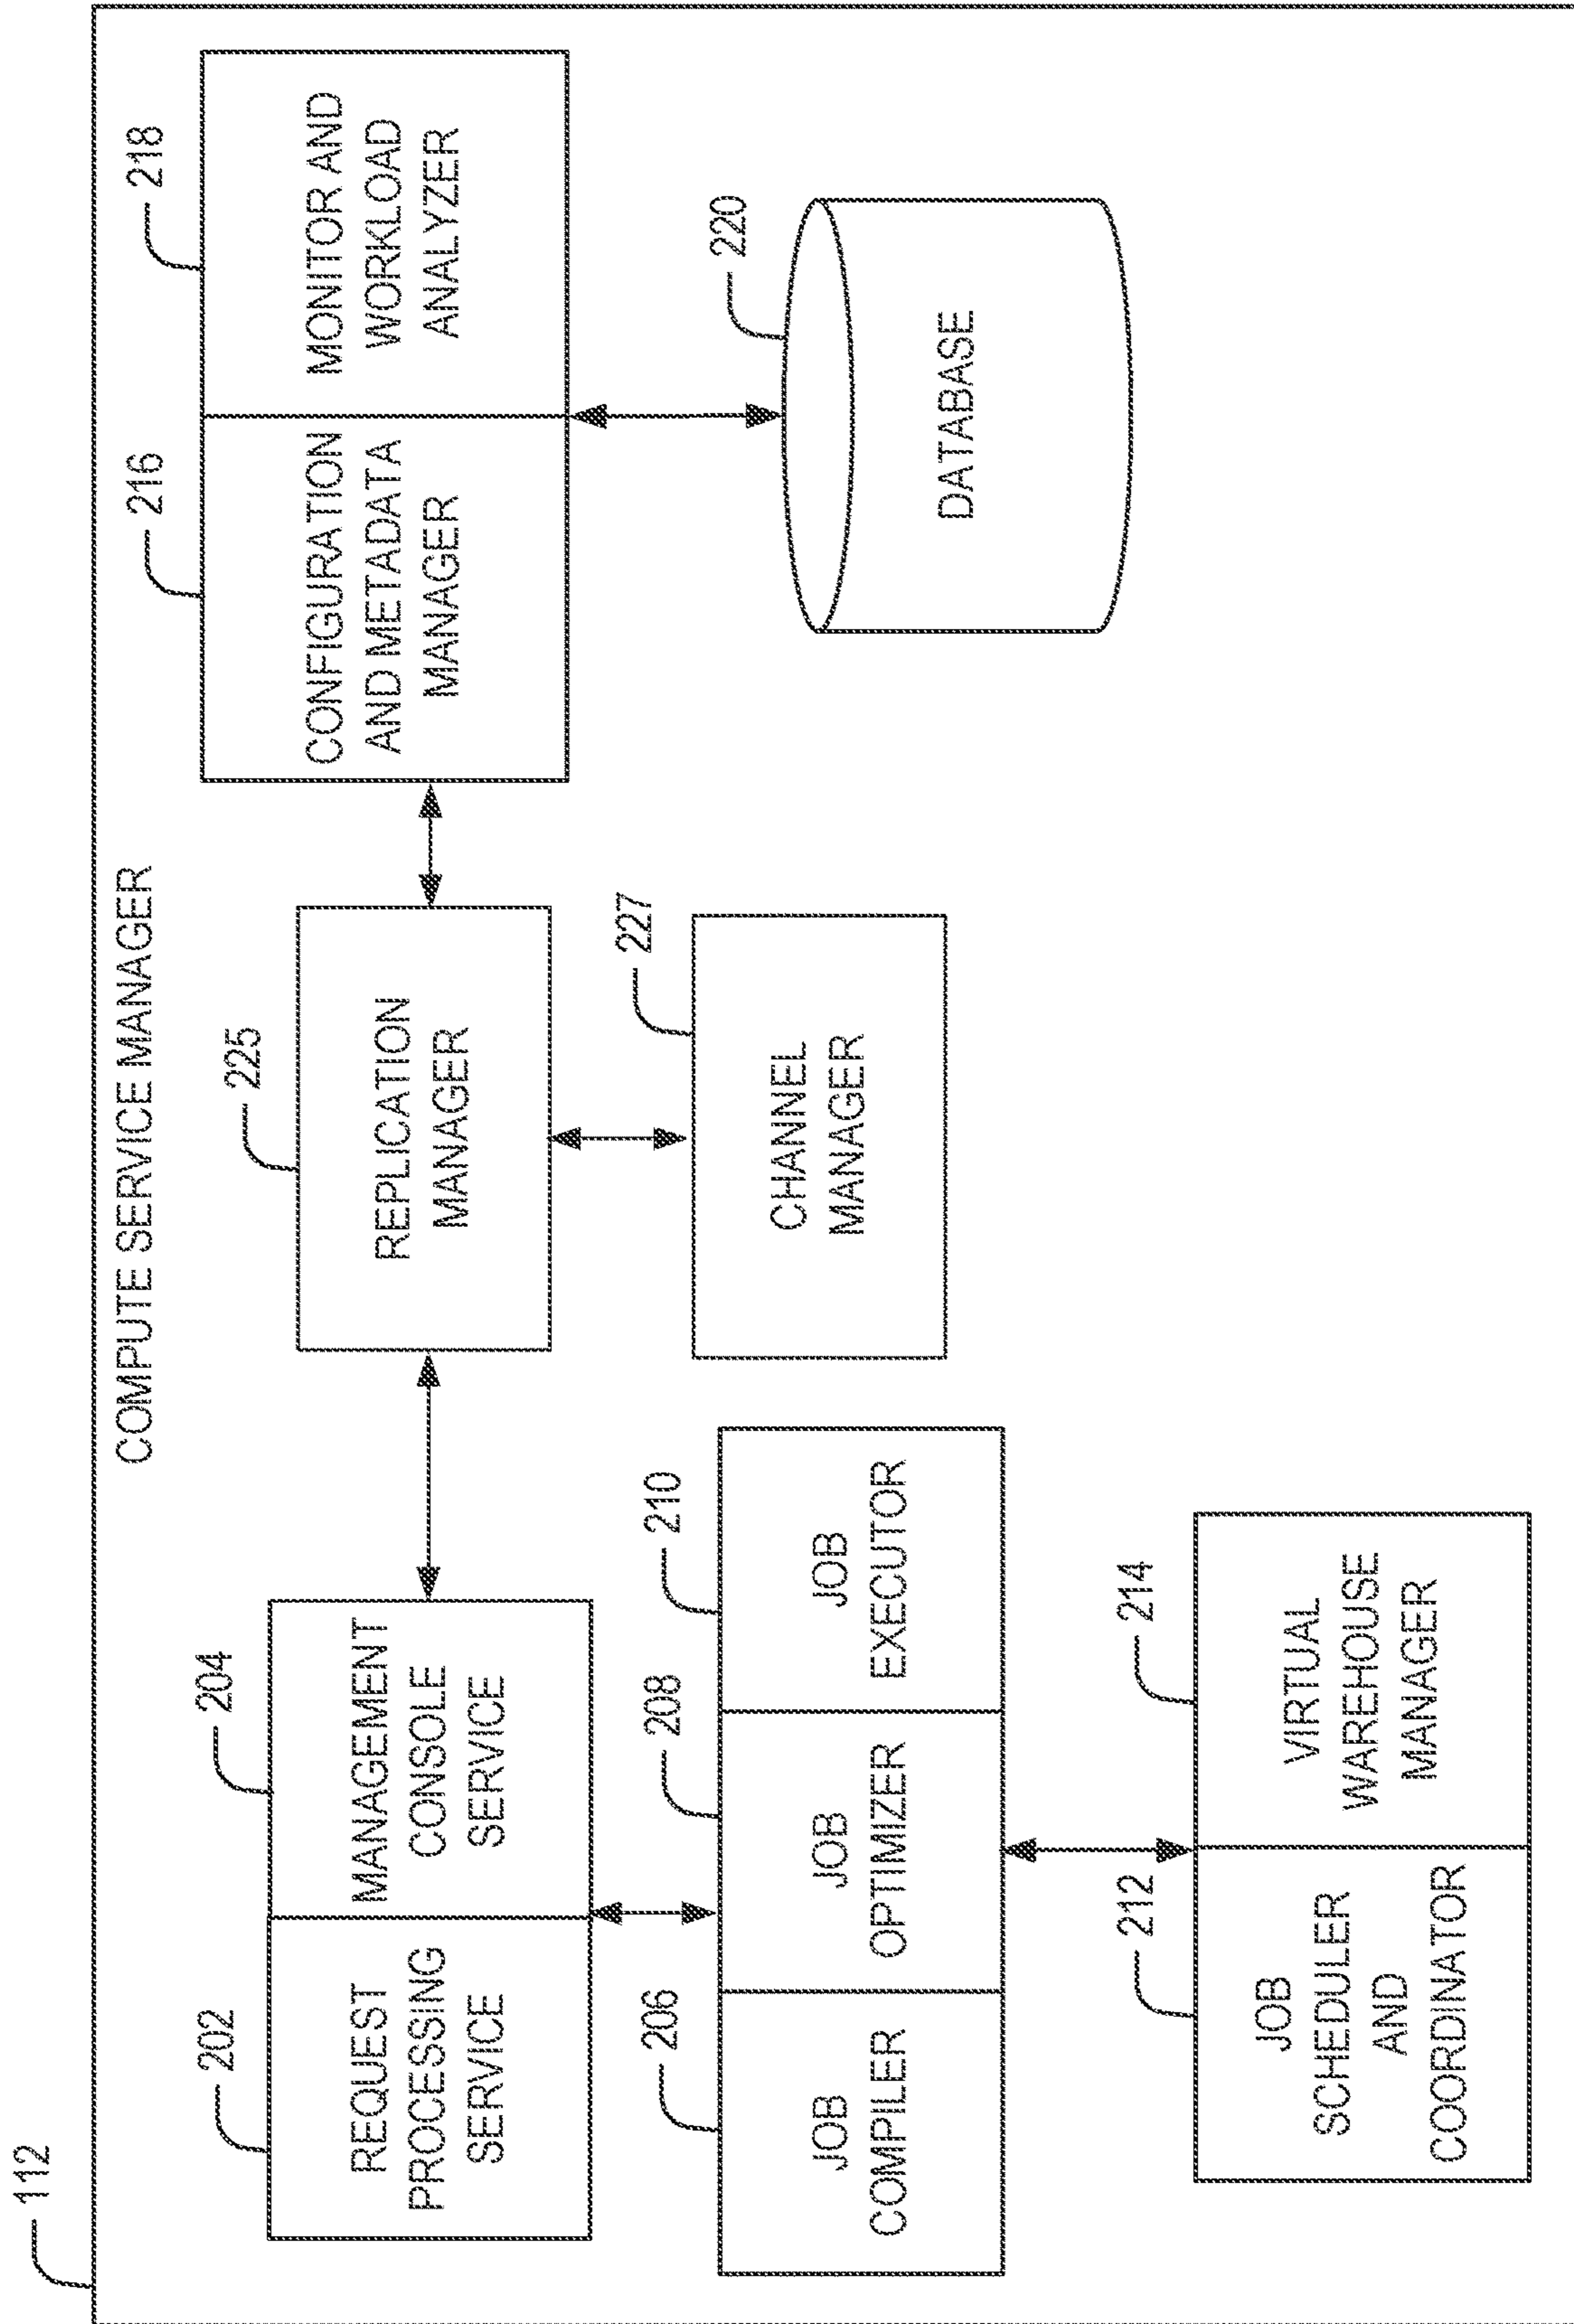 112
COMPUTE SERVICE MANAGER
202
REQUEST
PROCESSING
SERVICE
204
MANAGEMENT
CONSOLE
SERVICE
225
REPLICATION
MANAGER
216
CONFIGURATION
AND METADATA
MANAGER
218
MONITOR AND
WORKLOAD
ANALYZER
206
JOB
COMPILER
208
JOB
OPTIMIZER
210
JOB
EXECUTOR
227
CHANNEL
MANAGER
220
DATABASE
212
JOB
SCHEDULER
AND
COORDINATOR
214
VIRTUAL
WAREHOUSE
MANAGER